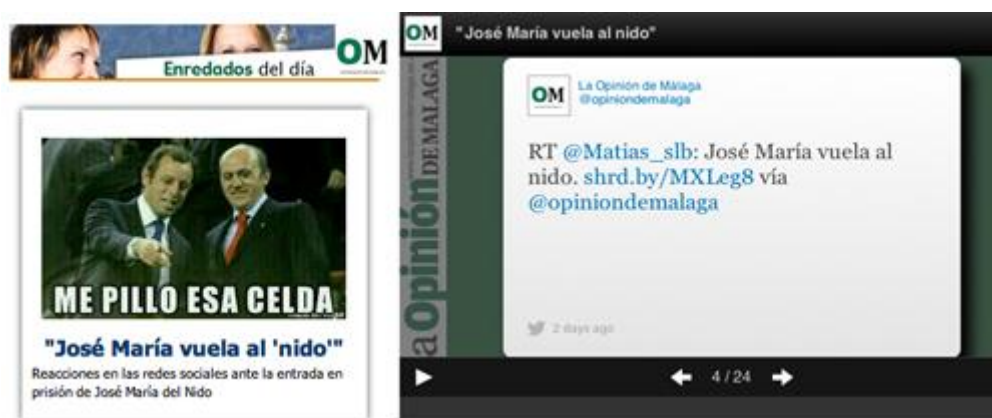 Enredados del día
OM
ME PILLO ESA CELDA
"José María vuela al 'nido'"
Reacciones en las redes sociales ante la entrada en
prisión de José María del Nido
OM
"José María vuela al nido"
a Opinión DE MALAGA
OM
La Opinión de Málaga
@opiniondemalaga
RT @Matias_slb: José María vuela al
nido. shrd.by/MXLeg8 vía
@opiniondemalaga
2 days ago
4 / 24